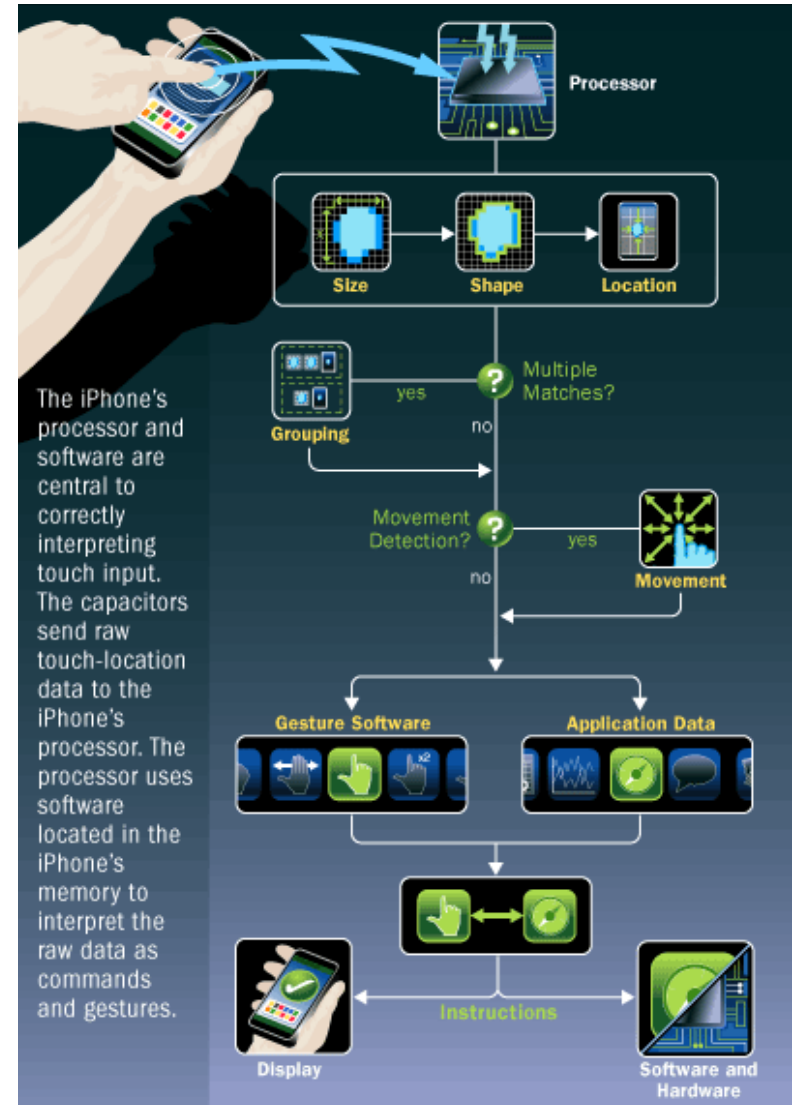 Processor
Size
Shape
Location
Multiple
Matches?
yes
Grouping
no
Movement
Detection?
yes
no
Movement
The iPhone's
processor and
software are
central to
correctly
interpreting
touch input.
The capacitors
send raw
touch-location
data to the
iPhone's
processor. The
processor uses
software
located in the
iPhone's
memory to
interpret the
raw data as
commands
and gestures.
Gesture Software
Application Data
x2
Instructions
Display
Software and
Hardware